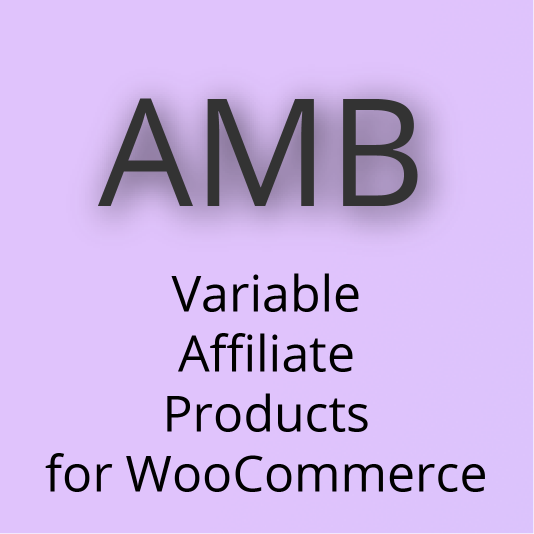 AMB
Variable
Affiliate
Products
for WooCommerce